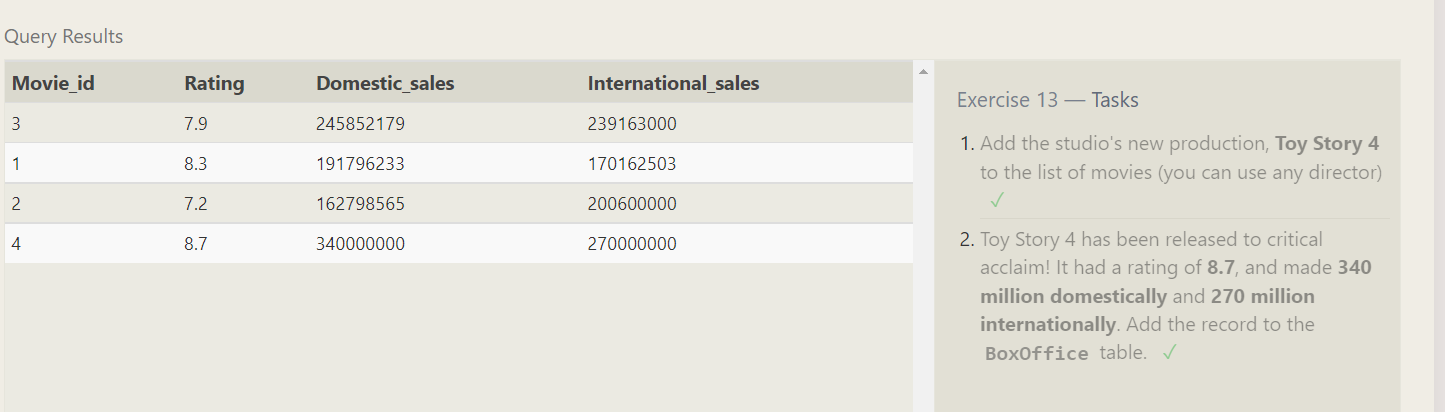 Query Results
Movie_id Rating Domestic_sales International_sales
3 7.9 245852179 239163000
1 8.3 191796233 170162503
2 7.2 162798565 200600000
4 8.7 340000000 270000000
Exercise 13 — Tasks
1. Add the studio's new production, Toy Story 4
to the list of movies (you can use any director)
✓
2. Toy Story 4 has been released to critical
acclaim! It had a rating of 8.7, and made 340
million domestically and 270 million
internationally. Add the record to the
BoxOffice table. ✓